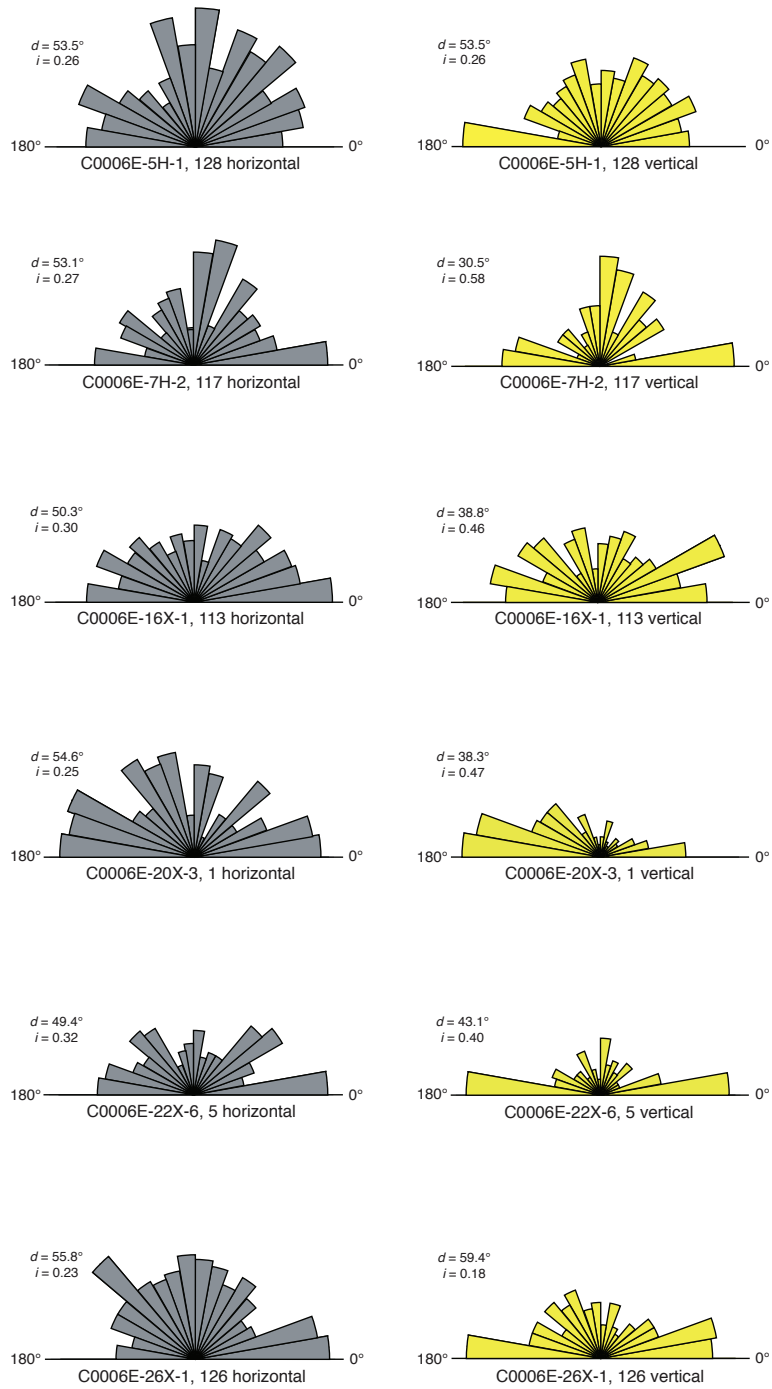 d = 53.5°
i = 0.26
180° 0°
C0006E-5H-1, 128 horizontal
d = 53.5°
i = 0.26
180° 0°
C0006E-5H-1, 128 vertical
d = 53.1°
i = 0.27
180° 0°
C0006E-7H-2, 117 horizontal
d = 30.5°
i = 0.58
180° 0°
C0006E-7H-2, 117 vertical
d = 50.3°
i = 0.30
180° 0°
C0006E-16X-1, 113 horizontal
d = 38.8°
i = 0.46
180° 0°
C0006E-16X-1, 113 vertical
d = 54.6°
i = 0.25
180° 0°
C0006E-20X-3, 1 horizontal
d = 38.3°
i = 0.47
180° 0°
C0006E-20X-3, 1 vertical
d = 49.4°
i = 0.32
180° 0°
C0006E-22X-6, 5 horizontal
d = 43.1°
i = 0.40
180° 0°
C0006E-22X-6, 5 vertical
d = 55.8°
i = 0.23
180° 0°
C0006E-26X-1, 126 horizontal
d = 59.4°
i = 0.18
180° 0°
C0006E-26X-1, 126 vertical